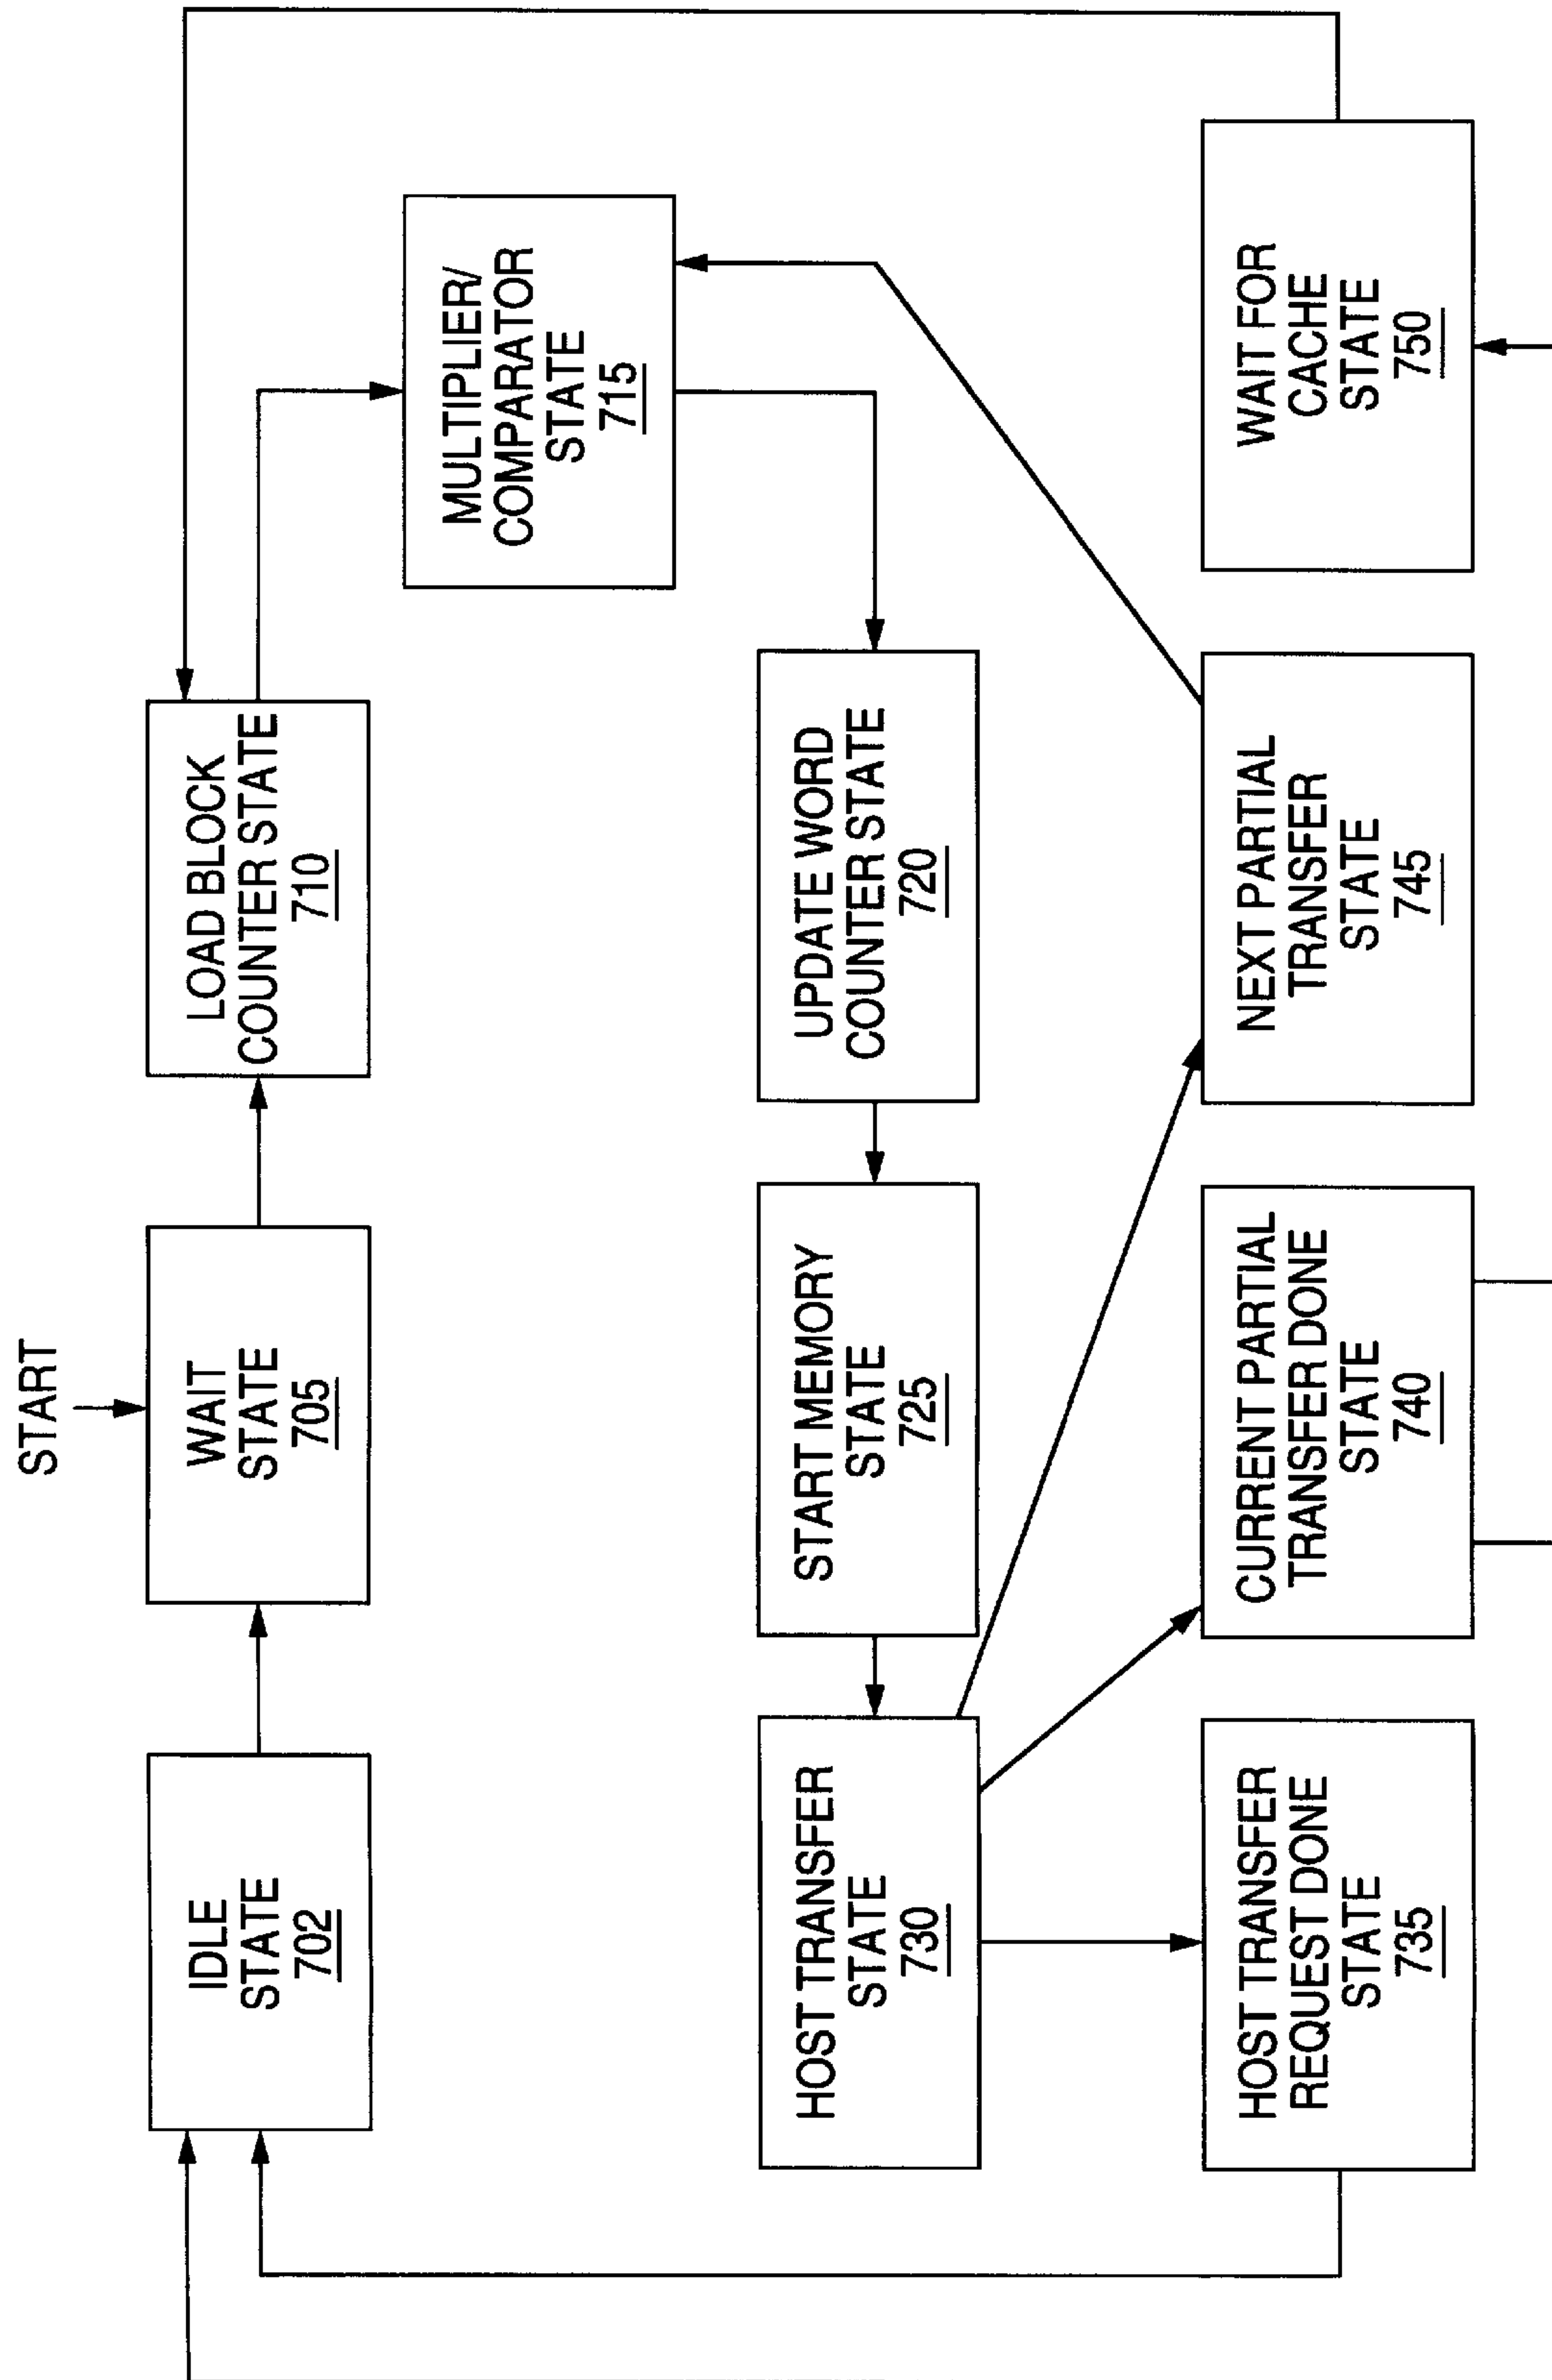 START
IDLE
STATE
702
WAIT
STATE
705
LOAD BLOCK
COUNTER STATE
710
MULTIPLIER/
COMPARATOR
STATE
715
HOST TRANSFER
STATE
730
START MEMORY
STATE
725
UPDATE WORD
COUNTER STATE
720
HOST TRANSFER
REQUEST DONE
STATE
735
CURRENT PARTIAL
TRANSFER DONE
STATE
740
NEXT PARTIAL
TRANSFER
STATE
745
WAIT FOR
CACHE
STATE
750